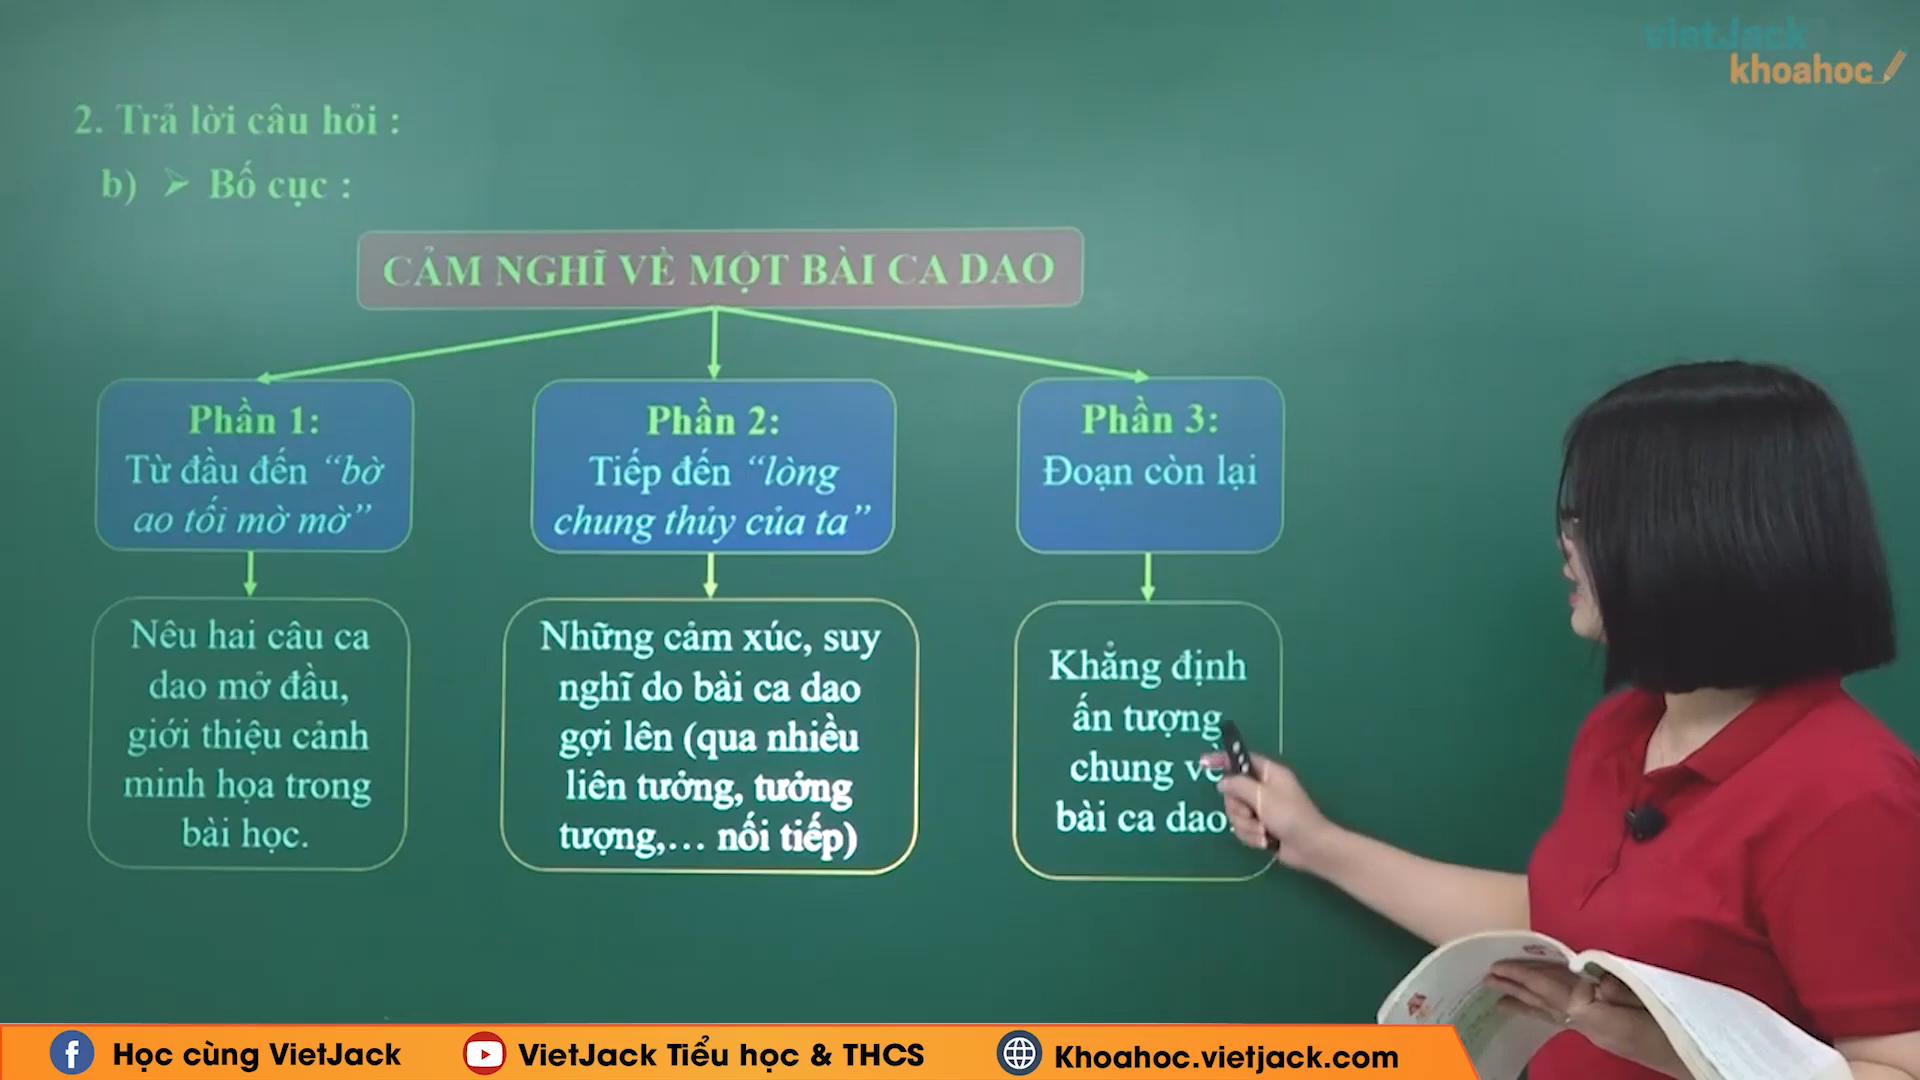 vietJack
khoahoc
2. Trả lời câu hỏi :
b) ➢ Bố cục :
CẢM NGHĨ VỀ MỘT BÀI CA DAO
Phần 1:
Từ đầu đến “bờ
ao tối mờ mờ”
Phần 2:
Tiếp đến “lòng
chung thủy của ta”
Phần 3:
Đoạn còn lại
Nêu hai câu ca
dao mở đầu,
giới thiệu cảnh
minh họa trong
bài học.
Những cảm xúc, suy
nghĩ do bài ca dao
gợi lên (qua nhiều
liên tưởng, tưởng
tượng,… nối tiếp)
Khẳng định
ấn tượng
chung về
bài ca dao.
Học cùng VietJack
VietJack Tiểu học & THCS
Khoahoc.vietjack.com